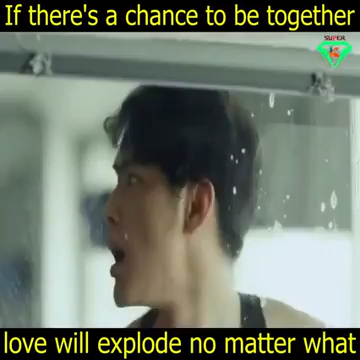 If there's a chance to be together
SUPER
K
love will explode no matter what